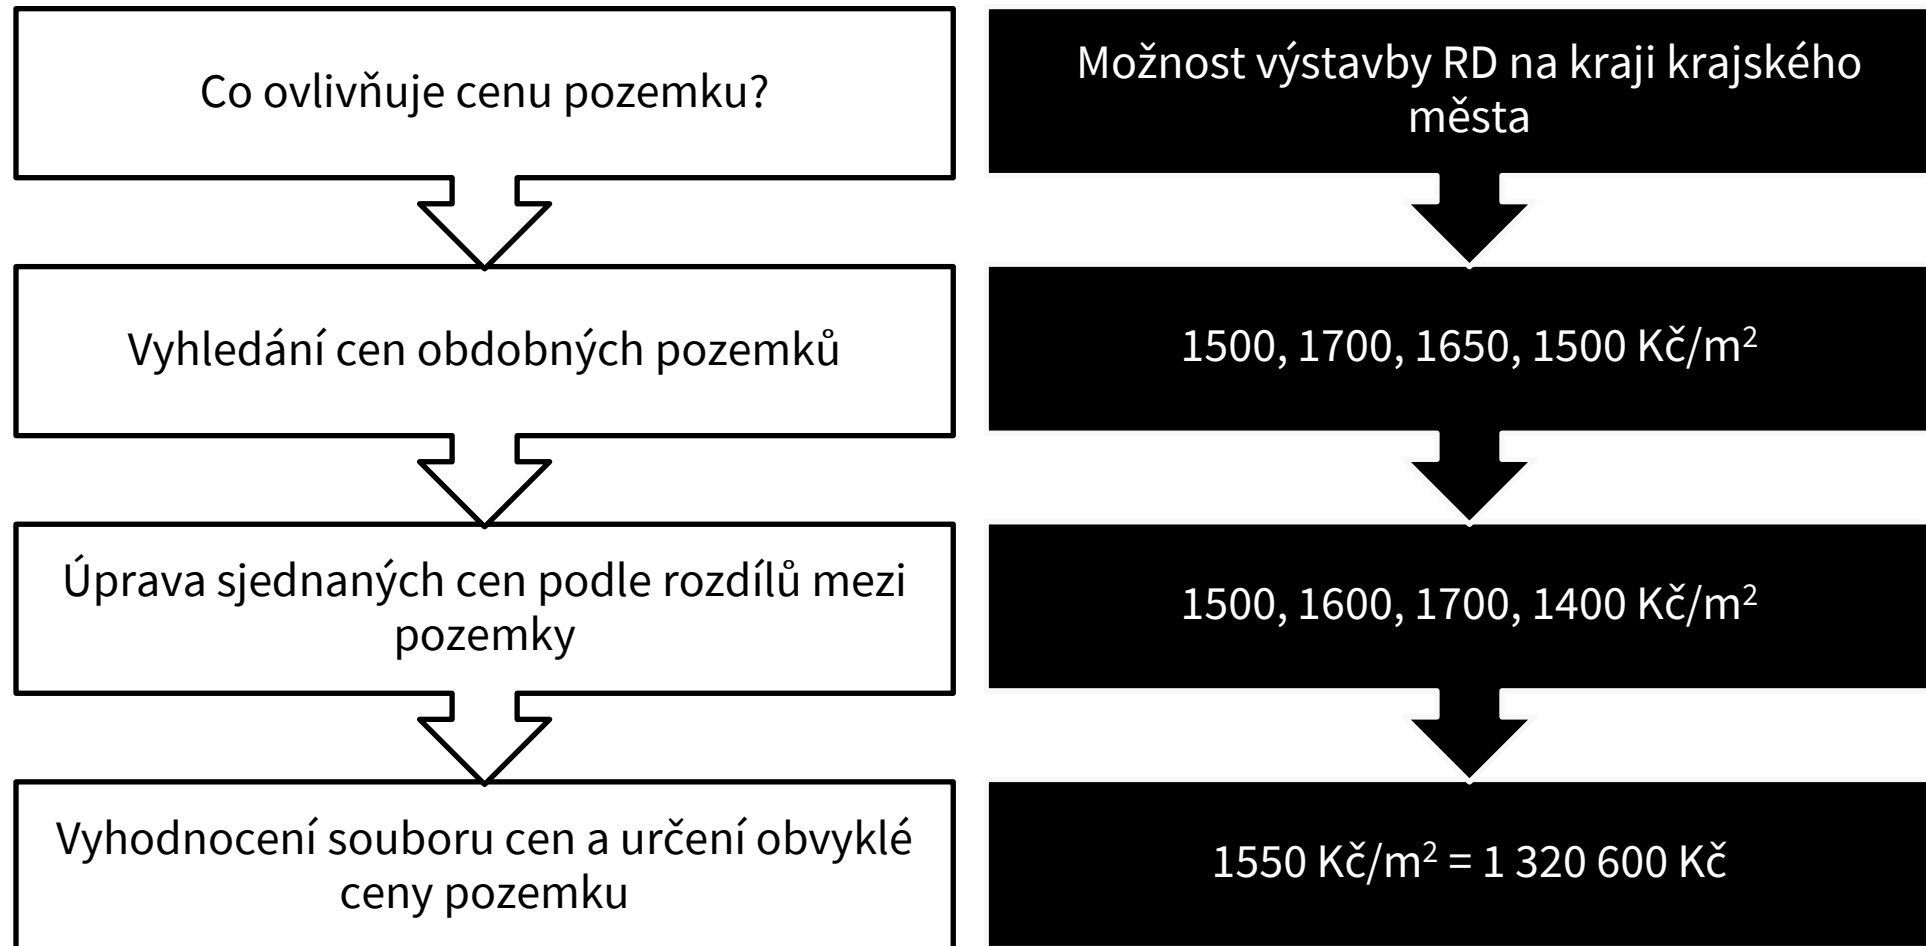 Co ovlivňuje cenu pozemku?
Možnost výstavby RD na kraji krajského
města
Vyhledání cen obdobných pozemků
1500, 1700, 1650, 1500 Kč/m²
Úprava sjednaných cen podle rozdílů mezi
pozemky
1500, 1600, 1700, 1400 Kč/m²
Vyhodnocení souboru cen a určení obvyklé
ceny pozemku
1550 Kč/m² = 1 320 600 Kč